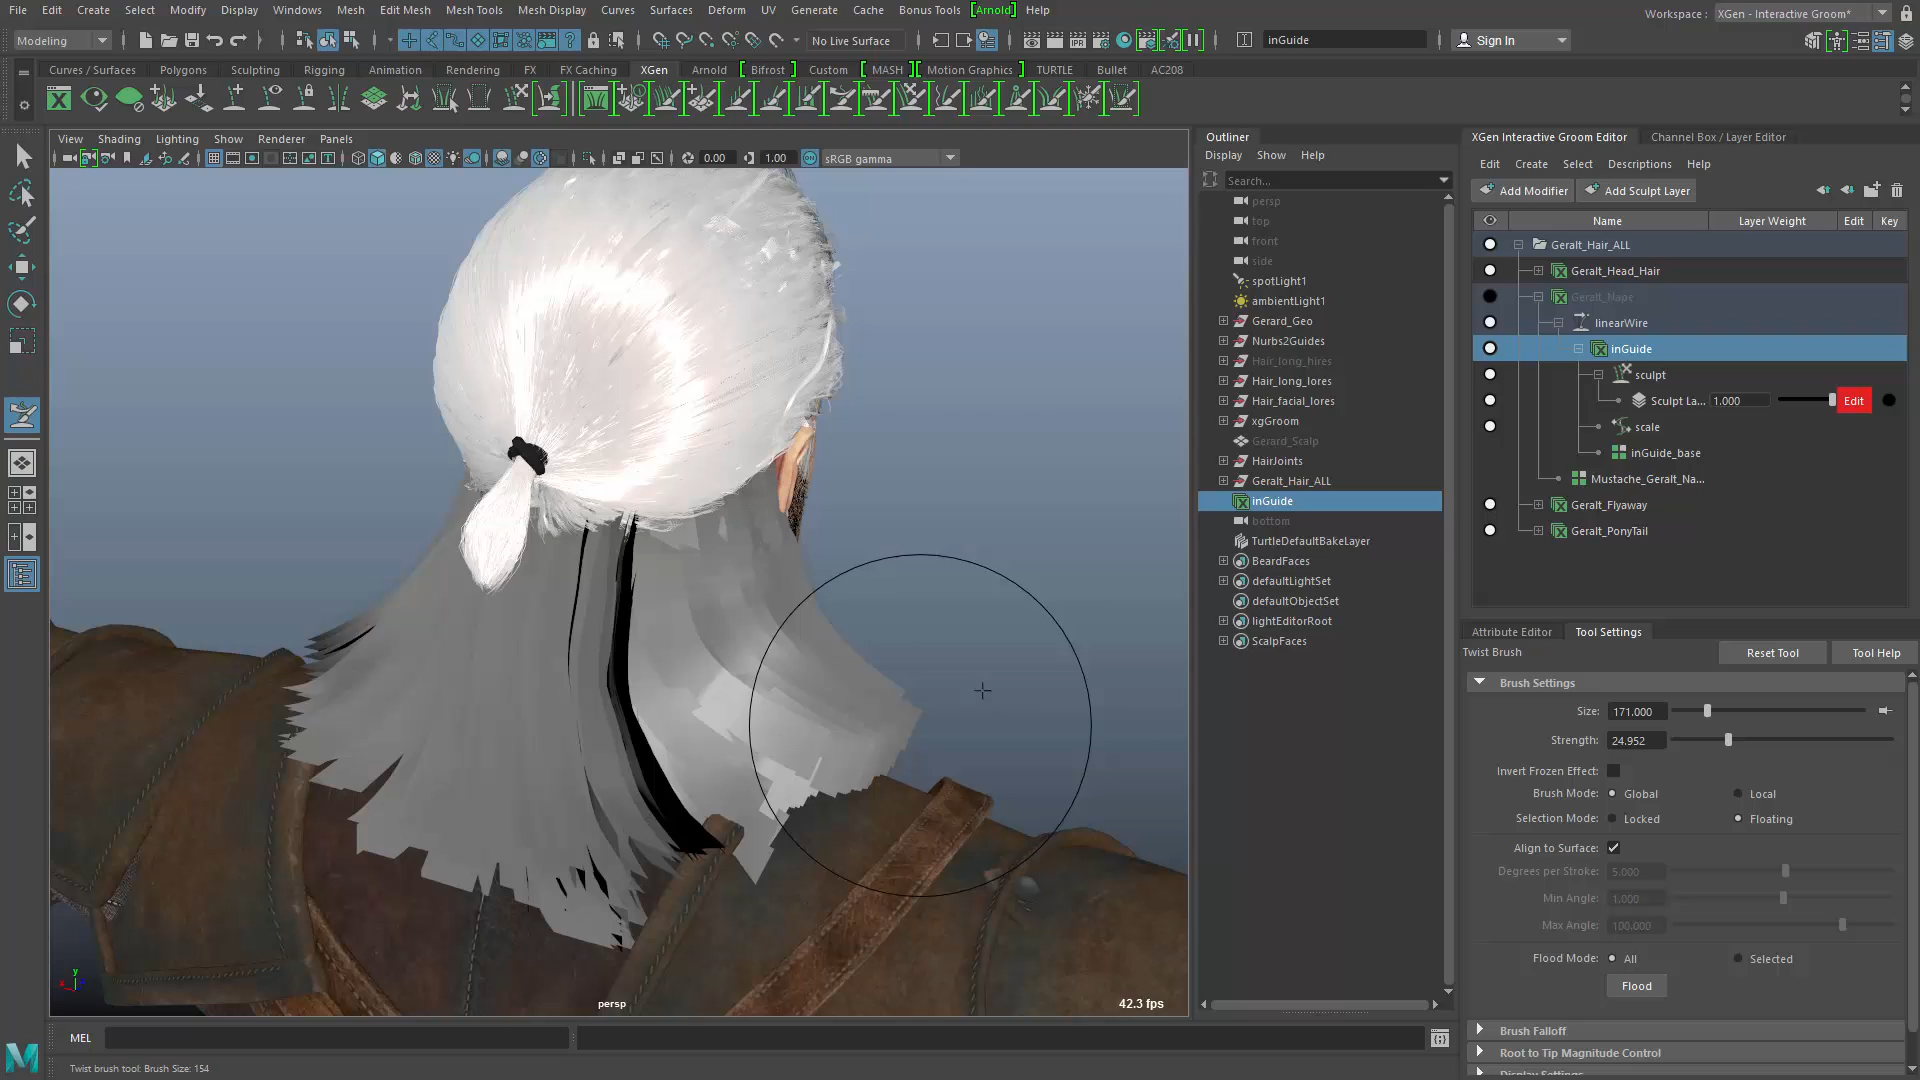 File Edit Create Select Modify Display Windows Mesh Edit Mesh Mesh Tools Mesh Display Curves Surfaces Deform UV Generate Cache Bonus Tools [Arnold] Help
Workspace : XGen - Interactive Groom*
Modeling No Live Surface IPR inGuide Sign In
Curves / Surfaces Polygons Sculpting Rigging Animation Rendering FX FX Caching XGen Arnold Bifrost Custom MASH Motion Graphics TURTLE Bullet AC208
View Shading Lighting Show Renderer Panels
0.00 1.00 sRGB gamma
persp
42.3 fps
Outliner
Display Show Help
Search...
persp
top
front
side
spotLight1
ambientLight1
Gerard_Geo
Nurbs2Guides
Hair_long_hires
Hair_long_lores
Hair_facial_lores
xgGroom
Gerard_Scalp
HairJoints
Geralt_Hair_ALL
inGuide
bottom
TurtleDefaultBakeLayer
BeardFaces
defaultLightSet
defaultObjectSet
lightEditorRoot
ScalpFaces
XGen Interactive Groom Editor Channel Box / Layer Editor
Edit Create Select Descriptions Help
Add Modifier Add Sculpt Layer
Name Layer Weight Edit Key
Geralt_Hair_ALL
Geralt_Head_Hair
Geralt_Nape
linearWire
inGuide
sculpt
Sculpt La... 1.000 Edit
scale
inGuide_base
Mustache_Geralt_Na...
Geralt_Flyaway
Geralt_PonyTail
Attribute Editor Tool Settings
Twist Brush Reset Tool Tool Help
Brush Settings
Size: 171.000
Strength: 24.952
Invert Frozen Effect:
Brush Mode: Global Local
Selection Mode: Locked Floating
Align to Surface:
Degrees per Stroke: 5.000
Min Angle: 1.000
Max Angle: 100.000
Flood Mode: All Selected
Flood
Brush Falloff
Root to Tip Magnitude Control
Display Settings
MEL
Twist brush tool: Brush Size: 154